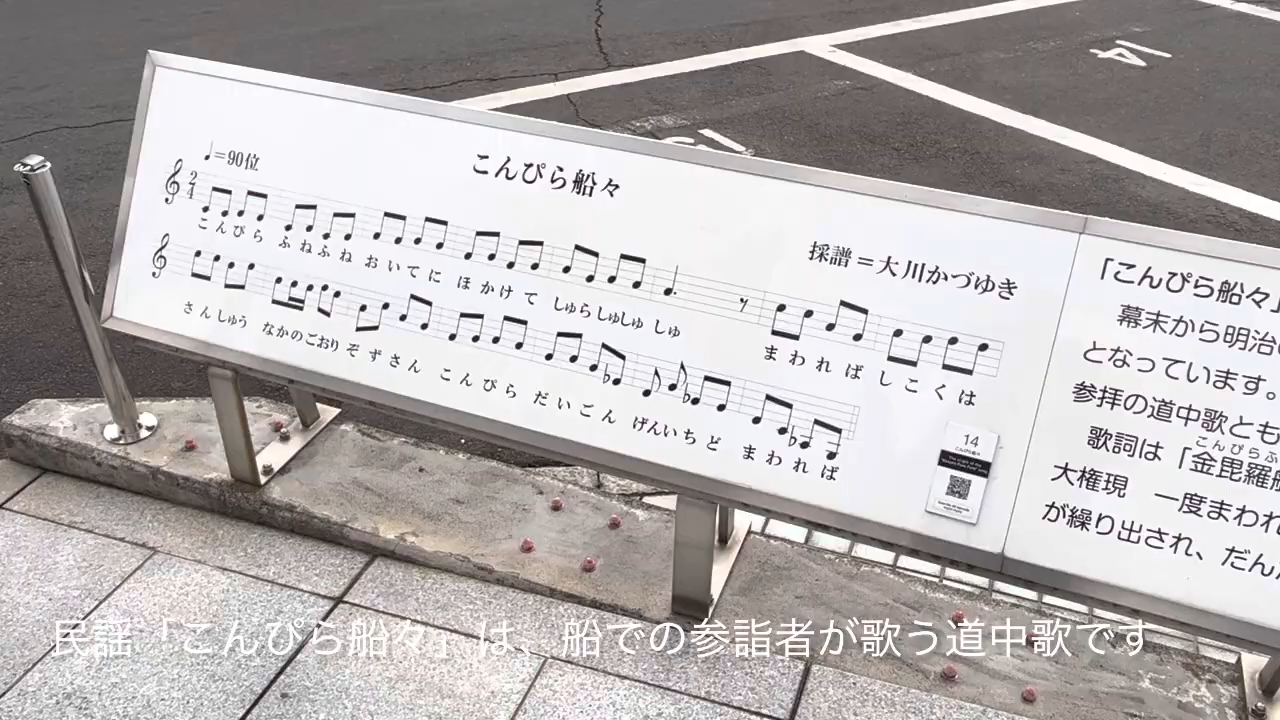 こんぴら船々
♩=90位
採譜＝大川かづゆき
2
4
こんぴら ふねふね おいてに ほかけて しゅらしゅしゅ しゅ まわれば しこくは
さんしゅう なかのごおり ぞずさん こんぴら だいごん げんいちど まわれば
14
こんぴら船々
「こんぴら船々」
幕末から明治
となっています。
参拝の道中歌とも
こんぴらふ
歌詞は「金毘羅船
大権現 一度まわれ
が繰り出され、だん
14
民謡「こんぴら船々」は、船での参詣者が歌う道中歌です